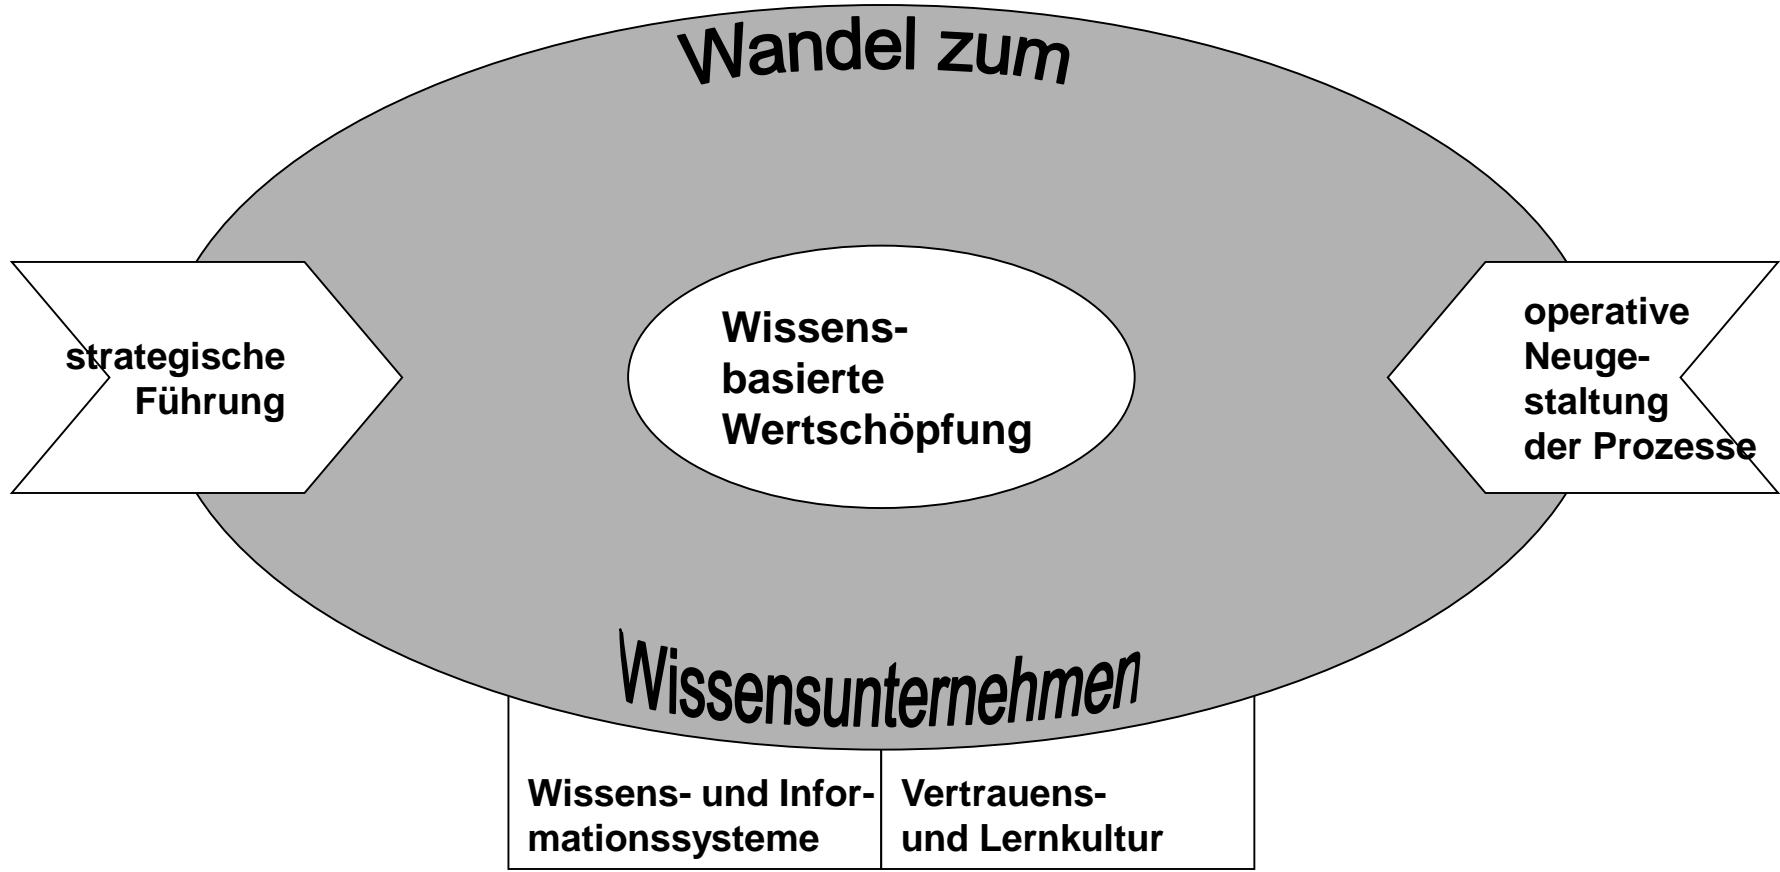 Wandel zum
strategische
Führung
Wissens-
basierte
Wertschöpfung
operative
Neuge-
staltung
der Prozesse
Wissensunternehmen
Wissens- und Infor-
mationssysteme
Vertrauens-
und Lernkultur